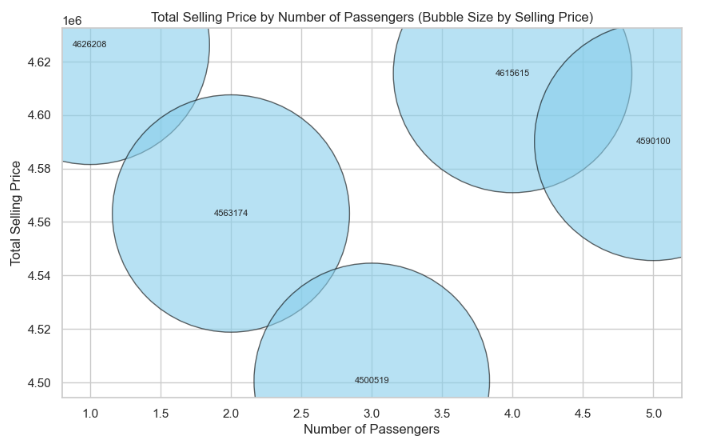 Total Selling Price by Number of Passengers (Bubble Size by Selling Price)
1e6
4626208
4.62
4615615
4.60
4590100
4.58
4.56
4563174
4.54
4.52
4.50
4500519
Total Selling Price
1.0 1.5 2.0 2.5 3.0 3.5 4.0 4.5 5.0
Number of Passengers